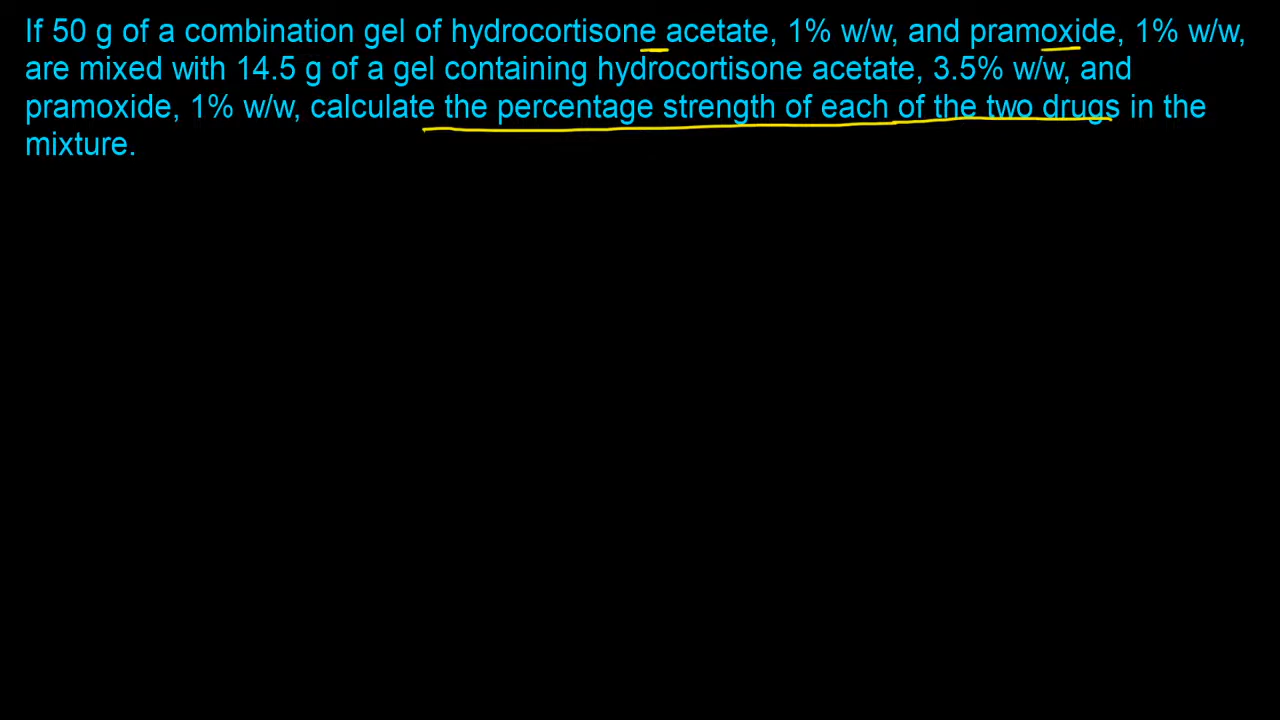 If 50 g of a combination gel of hydrocortisone acetate, 1% w/w, and pramoxide, 1% w/w,
are mixed with 14.5 g of a gel containing hydrocortisone acetate, 3.5% w/w, and
pramoxide, 1% w/w, calculate the percentage strength of each of the two drugs in the
mixture.